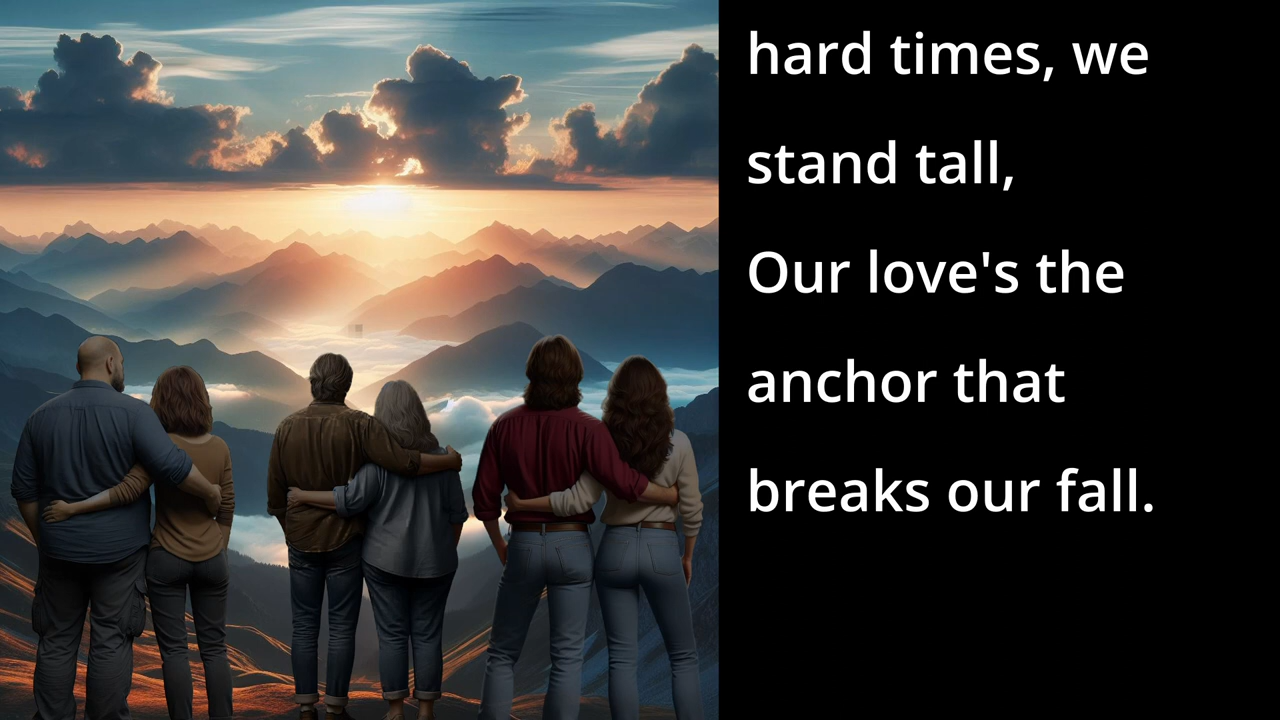 hard times, we
stand tall,
Our love's the
anchor that
breaks our fall.